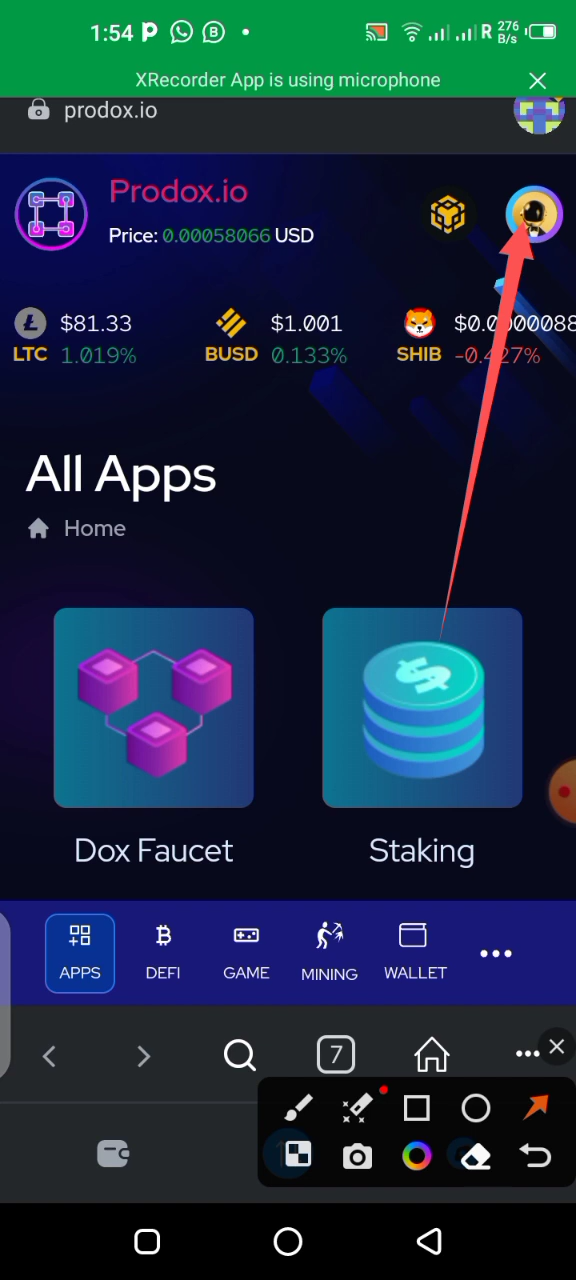 1:54
R 276 B/s
XRecorder App is using microphone
prodox.io
Prodox.io
Price: 0.00058066 USD
$81.33
LTC 1.019%
$1.001
BUSD 0.133%
SHIB
All Apps
Home
Dox Faucet
Staking
APPS
DEFI
GAME
MINING
WALLET
7